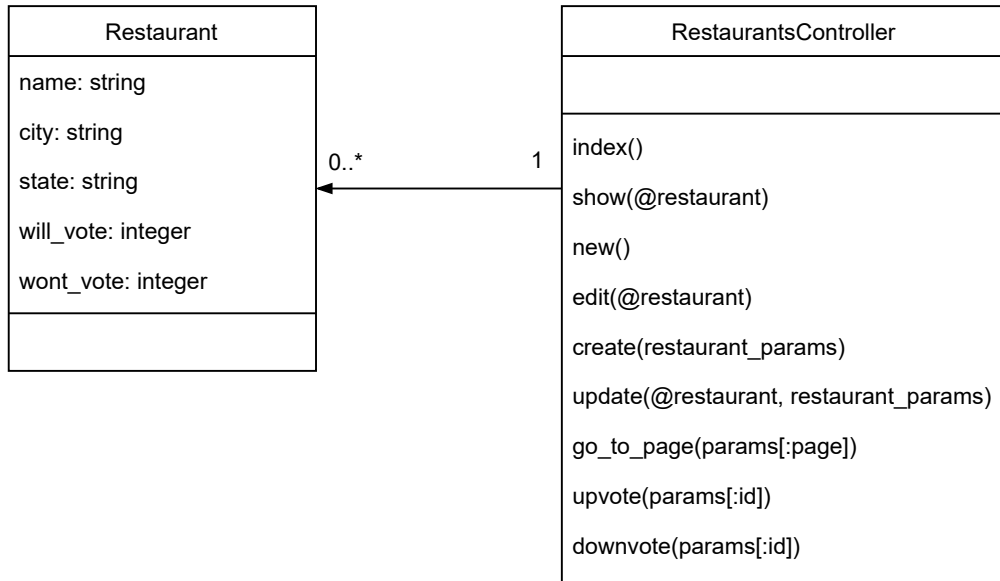 Restaurant
name: string
city: string
state: string
will_vote: integer
wont_vote: integer
0..*
1
RestaurantsController
index()
show(@restaurant)
new()
edit(@restaurant)
create(restaurant_params)
update(@restaurant, restaurant_params)
go_to_page(params[:page])
upvote(params[:id])
downvote(params[:id])